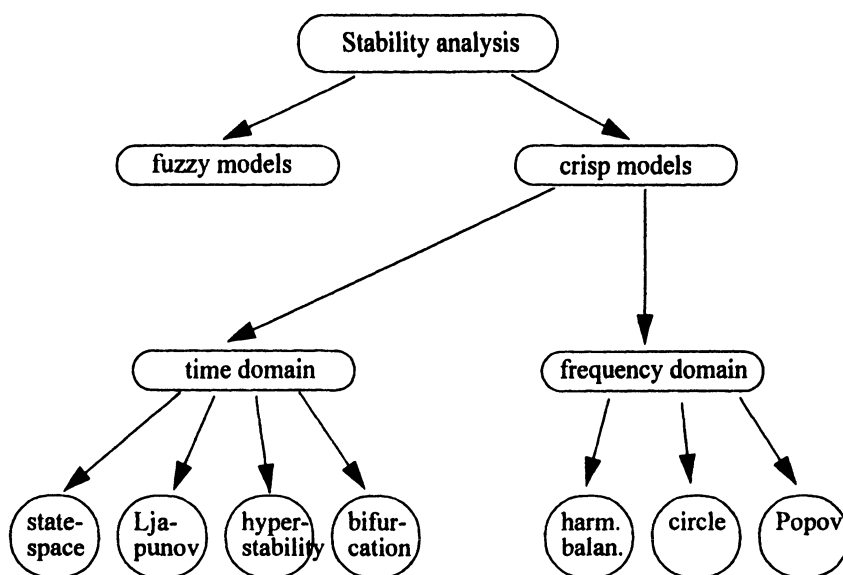 Stability analysis
fuzzy models
crisp models
time domain
frequency domain
state-
space
Lja-
punov
hyper-
stability
bifur-
cation
harm.
balan.
circle
Popov